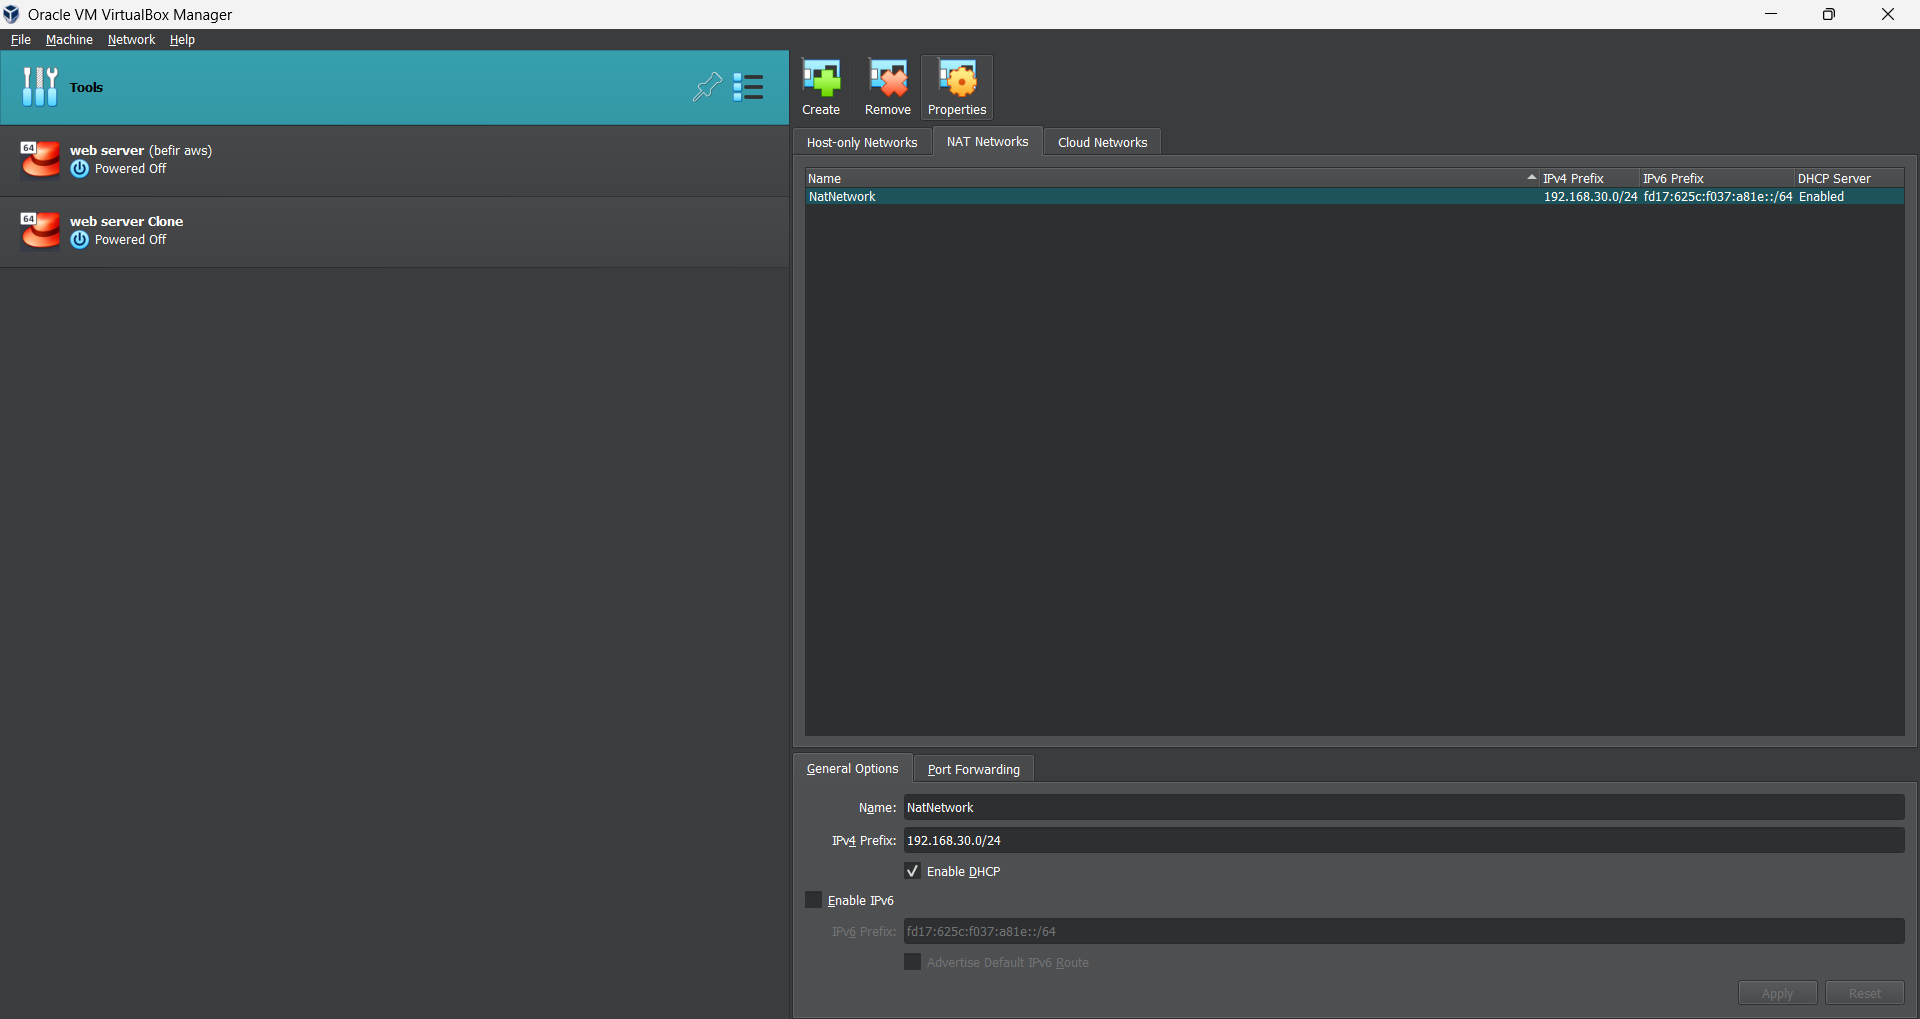 Oracle VM VirtualBox Manager
File Machine Network Help
Tools
64
web server (befir aws)
Powered Off
64
web server Clone
Powered Off
Create Remove Properties
Host-only Networks NAT Networks Cloud Networks
Name IPv4 Prefix IPv6 Prefix DHCP Server
NatNetwork 192.168.30.0/24 fd17:625c:f037:a81e::/64 Enabled
General Options Port Forwarding
Name: NatNetwork
IPv4 Prefix: 192.168.30.0/24
Enable DHCP
Enable IPv6
IPv6 Prefix: fd17:625c:f037:a81e::/64
Advertise Default IPv6 Route
Apply Reset